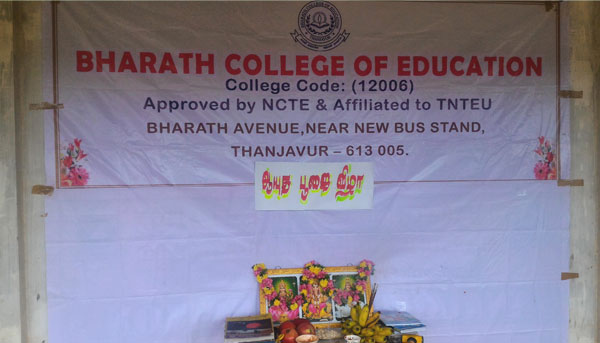 BHARATH COLLEGE OF EDUCATION
College Code: (12006)
Approved by NCTE & Affiliated to TNTEU
BHARATH AVENUE,NEAR NEW BUS STAND,
THANJAVUR – 613 005.
ஆயுத பூஜை விழா